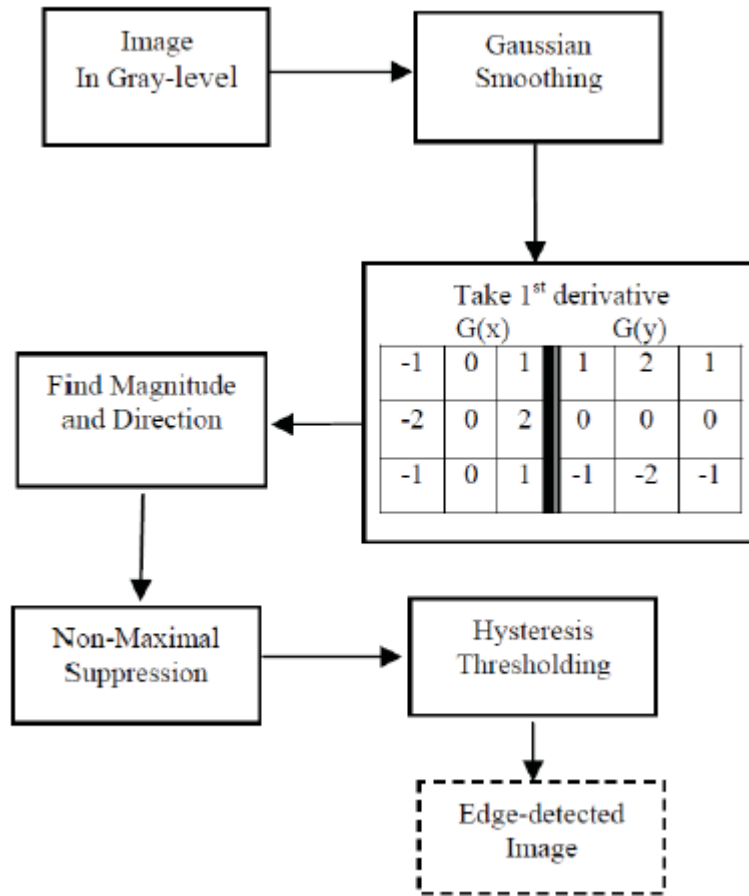 Image
In Gray-level
Gaussian
Smoothing
Take 1st derivative
G(x) G(y)
-1 0 1 1 2 1
-2 0 2 0 0 0
-1 0 1 -1 -2 -1
Find Magnitude
and Direction
Non-Maximal
Suppression
Hysteresis
Thresholding
Edge-detected
Image